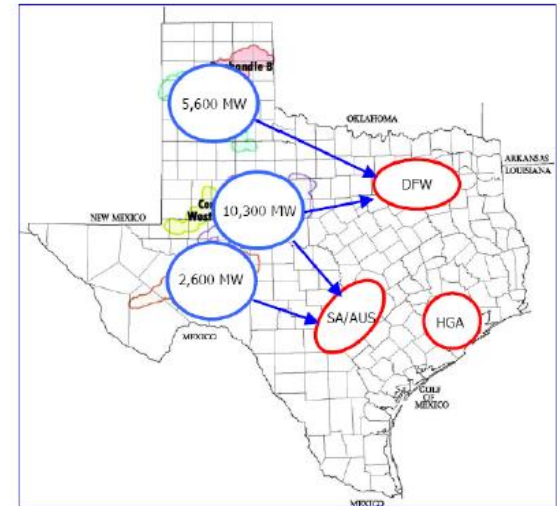 5,600 MW
OKLAHOMA
ARKANSAS
LOUISIANA
DFW
10,300 MW
NEW MEXICO
2,600 MW
SA/AUS
HGA
MEXICO
GULF
OF
MEXICO
MEXICO